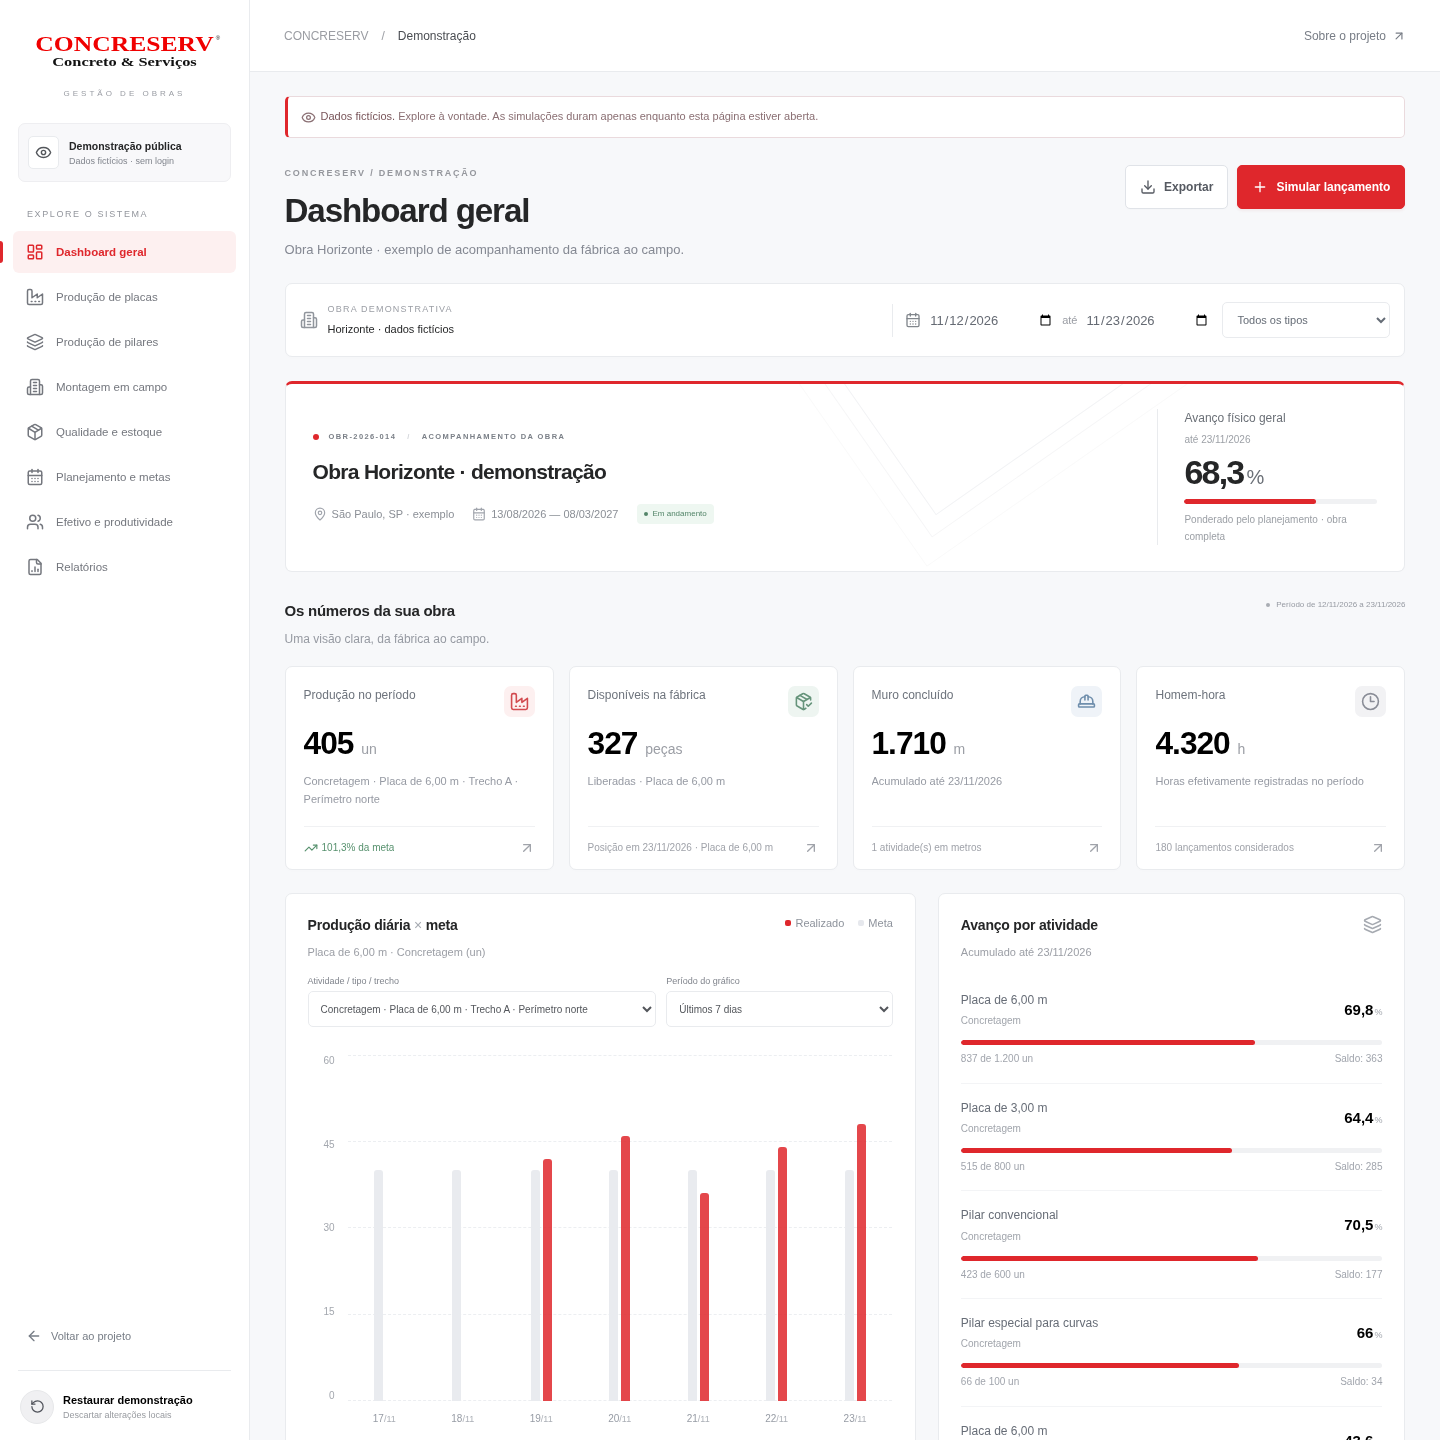 CONCRESERV®
Concreto & Serviços
GESTÃO DE OBRAS
Demonstração pública
Dados fictícios · sem login
EXPLORE O SISTEMA
Dashboard geral
Produção de placas
Produção de pilares
Montagem em campo
Qualidade e estoque
Planejamento e metas
Efetivo e produtividade
Relatórios
Voltar ao projeto
Restaurar demonstração
Descartar alterações locais
CONCRESERV / Demonstração
Sobre o projeto
Dados fictícios. Explore à vontade. As simulações duram apenas enquanto esta página estiver aberta.
CONCRESERV / DEMONSTRAÇÃO
Dashboard geral
Obra Horizonte · exemplo de acompanhamento da fábrica ao campo.
Exportar
Simular lançamento
OBRA DEMONSTRATIVA
Horizonte · dados fictícios
11/12/2026 até 11/23/2026 Todos os tipos
OBR-2026-014 / ACOMPANHAMENTO DA OBRA
Obra Horizonte · demonstração
São Paulo, SP · exemplo 13/08/2026 — 08/03/2027 Em andamento
Avanço físico geral
até 23/11/2026
68,3%
Ponderado pelo planejamento · obra
completa
Os números da sua obra
Período de 12/11/2026 a 23/11/2026
Uma visão clara, da fábrica ao campo.
Produção no período
405 un
Concretagem · Placa de 6,00 m · Trecho A ·
Perímetro norte
101,3% da meta
Disponíveis na fábrica
327 peças
Liberadas · Placa de 6,00 m
Posição em 23/11/2026 · Placa de 6,00 m
Muro concluído
1.710 m
Acumulado até 23/11/2026
1 atividade(s) em metros
Homem-hora
4.320 h
Horas efetivamente registradas no período
180 lançamentos considerados
Produção diária × meta
Realizado Meta
Placa de 6,00 m · Concretagem (un)
Atividade / tipo / trecho
Concretagem · Placa de 6,00 m · Trecho A · Perímetro norte
Período do gráfico
Últimos 7 dias
60
45
30
15
0
17/11 18/11 19/11 20/11 21/11 22/11 23/11
Avanço por atividade
Acumulado até 23/11/2026
Placa de 6,00 m
Concretagem
69,8%
837 de 1.200 un Saldo: 363
Placa de 3,00 m
Concretagem
64,4%
515 de 800 un Saldo: 285
Pilar convencional
Concretagem
70,5%
423 de 600 un Saldo: 177
Pilar especial para curvas
Concretagem
66%
66 de 100 un Saldo: 34
Placa de 6,00 m